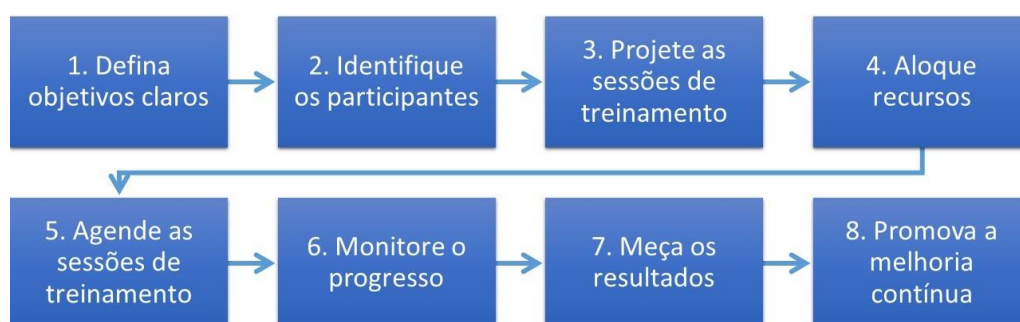 1. Defina
objetivos claros
2. Identifique
os participantes
3. Projete as
sessões de
treinamento
4. Aloque
recursos
5. Agende as
sessões de
treinamento
6. Monitore o
progresso
7. Meça os
resultados
8. Promova a
melhoria
contínua